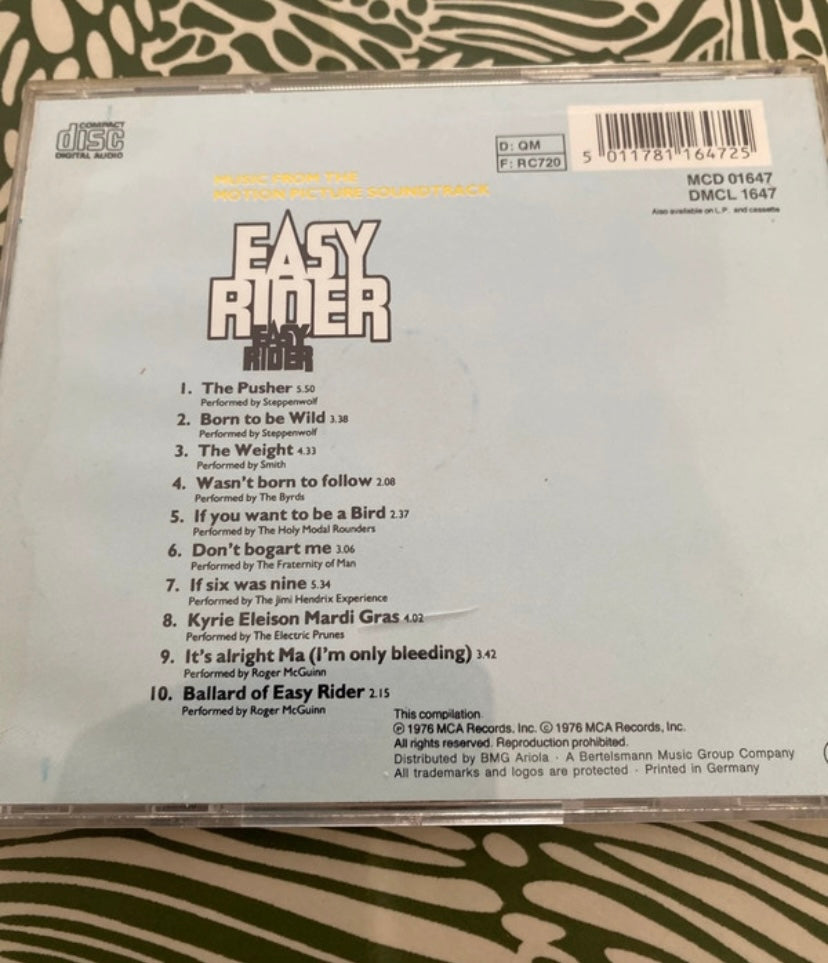 COMPACT
disc
DIGITAL AUDIO
D: QM
F: RC720
5 011781 164725
MCD 01647
DMCL 1647
Also available on L.P. and cassette
MUSIC FROM THE
MOTION PICTURE SOUNDTRACK
EASY
RIDER
EASY
RIDER
1. The Pusher 5.50
Performed by Steppenwolf
2. Born to be Wild 3.38
Performed by Steppenwolf
3. The Weight 4.33
Performed by Smith
4. Wasn't born to follow 2.08
Performed by The Byrds
5. If you want to be a Bird 2.37
Performed by The Holy Modal Rounders
6. Don't bogart me 3.06
Performed by The Fraternity of Man
7. If six was nine 5.34
Performed by The Jimi Hendrix Experience
8. Kyrie Eleison Mardi Gras 4.02
Performed by The Electric Prunes
9. It's alright Ma (I'm only bleeding) 3.42
Performed by Roger McGuinn
10. Ballard of Easy Rider 2.15
Performed by Roger McGuinn
This compilation
℗ 1976 MCA Records, Inc. © 1976 MCA Records, Inc.
All rights reserved. Reproduction prohibited.
Distributed by BMG Ariola · A Bertelsmann Music Group Company
All trademarks and logos are protected · Printed in Germany